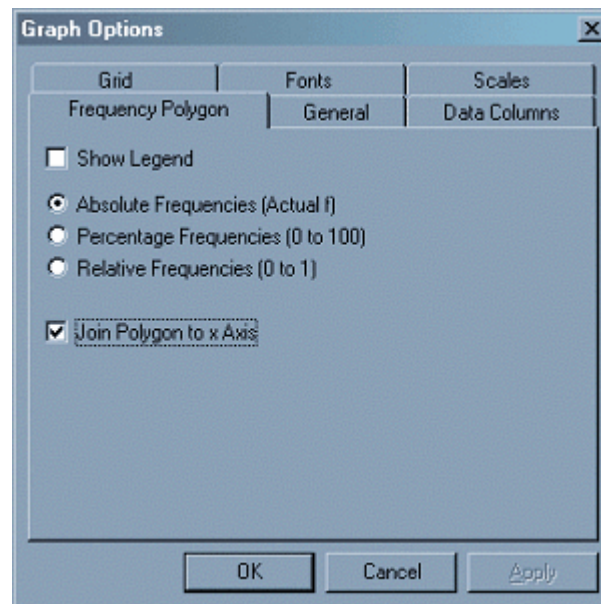 Graph Options
Grid Fonts Scales
Frequency Polygon General Data Columns
Show Legend
Absolute Frequencies (Actual f)
Percentage Frequencies (0 to 100)
Relative Frequencies (0 to 1)
Join Polygon to x Axis
OK Cancel Apply